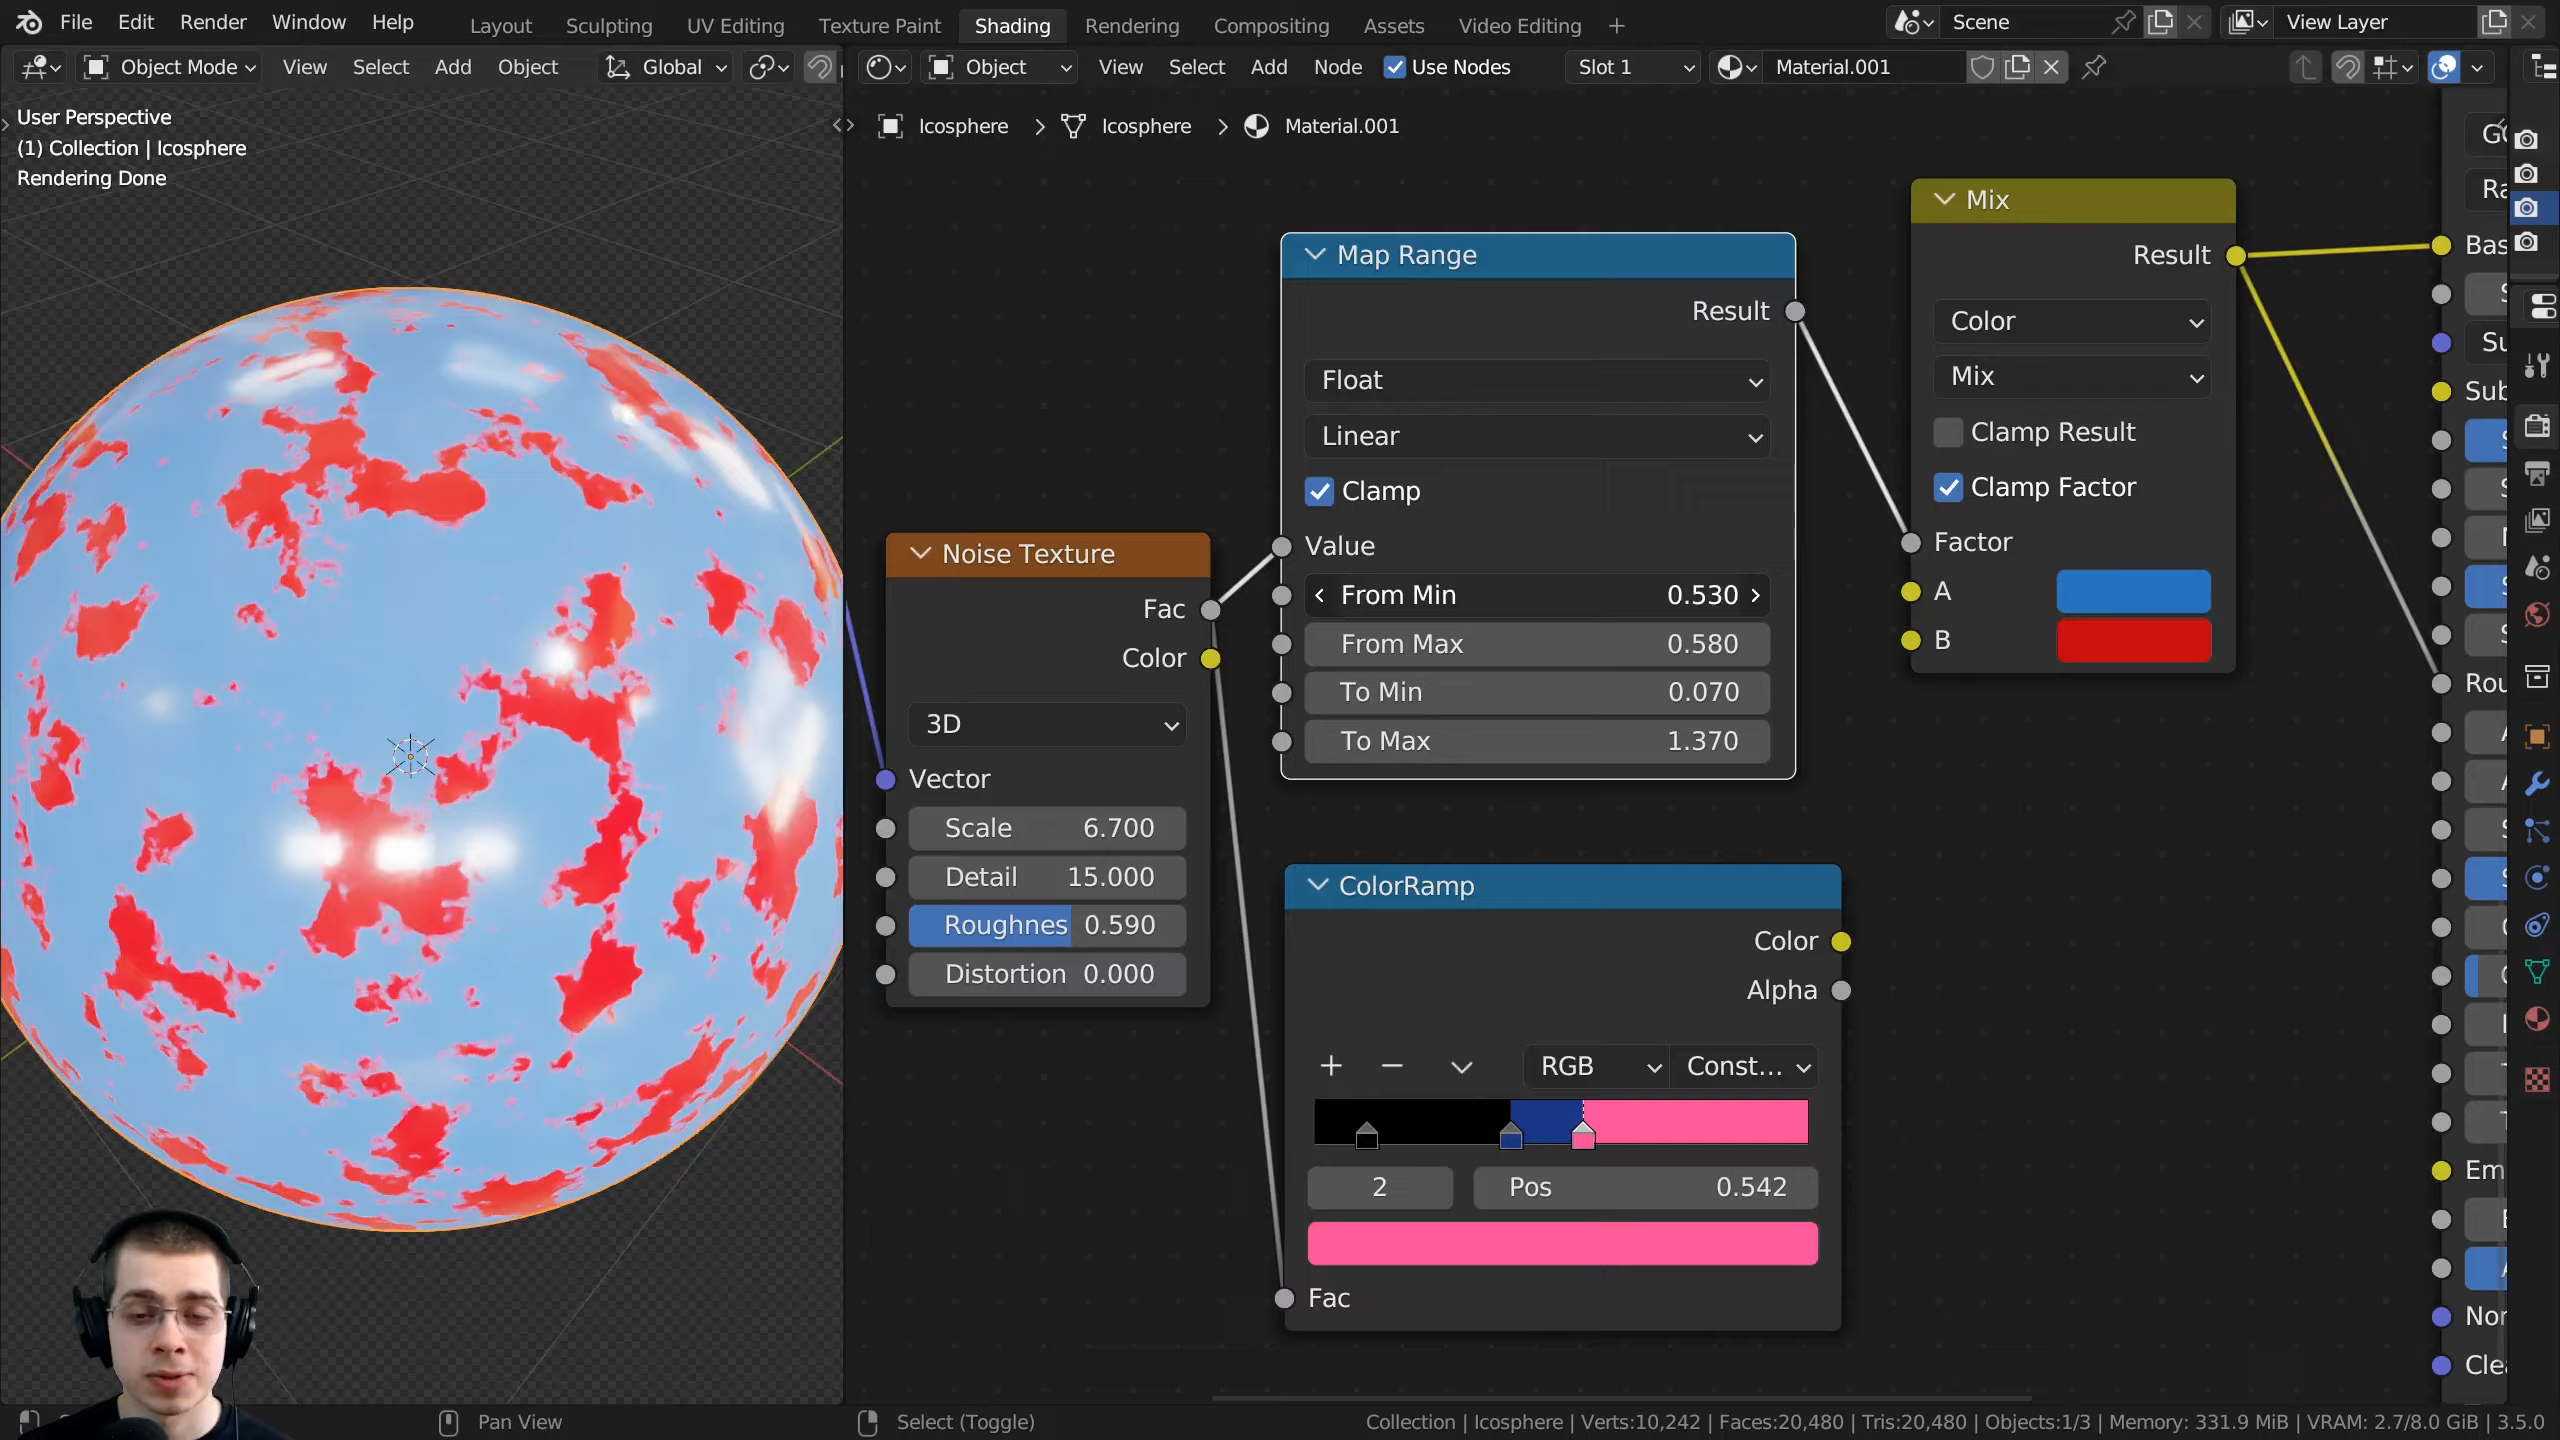 File Edit Render Window Help Layout Sculpting UV Editing Texture Paint Shading Rendering Compositing Assets Video Editing + Scene View Layer
Object Mode View Select Add Object Global Object View Select Add Node Use Nodes Slot 1 Material.001
User Perspective
(1) Collection | Icosphere
Rendering Done
Icosphere > Icosphere > Material.001
Map Range
Result
Float
Linear
Clamp
Value
From Min 0.530
From Max 0.580
To Min 0.070
To Max 1.370
Mix
Result
Color
Mix
Clamp Result
Clamp Factor
Factor
A
B
Noise Texture
Fac
Color
3D
Vector
Scale 6.700
Detail 15.000
Roughnes 0.590
Distortion 0.000
ColorRamp
Color
Alpha
+ −
RGB Const...
2 Pos 0.542
Fac
Bas
Sub
Rou
Em
Nor
Clea
Pan View Select (Toggle) Collection | Icosphere | Verts:10,242 | Faces:20,480 | Tris:20,480 | Objects:1/3 | Memory: 331.9 MiB | VRAM: 2.7/8.0 GiB | 3.5.0